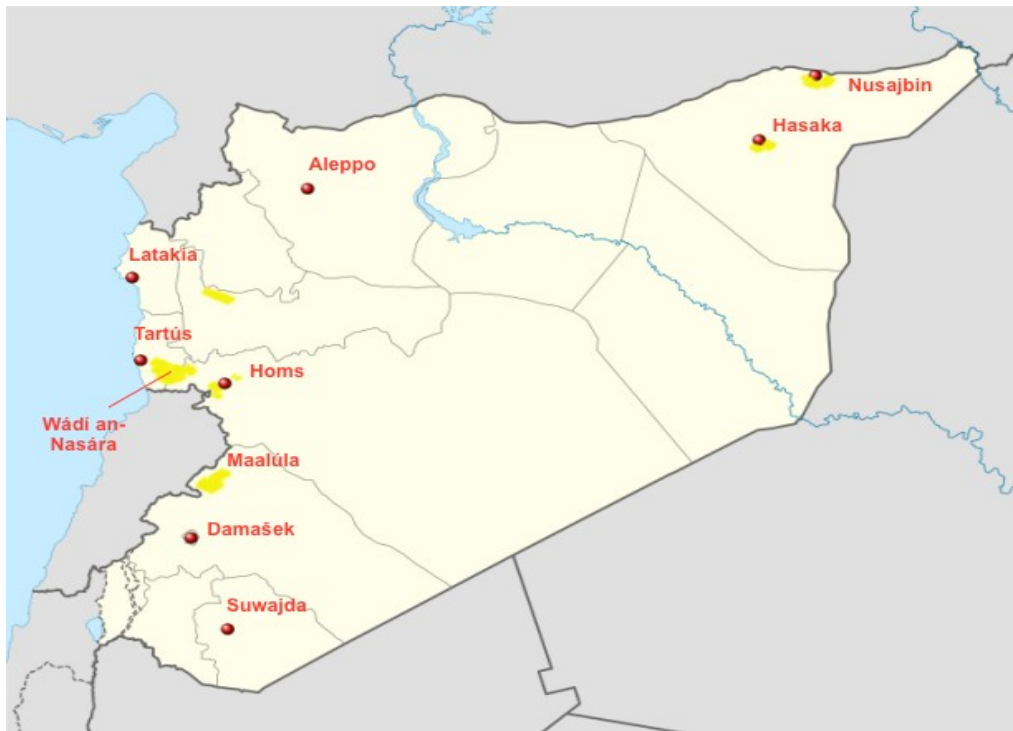 Nusajbin
Hasaka
Aleppo
Latakia
Tartús
Homs
Wádí an-
Nasára
Maalúla
Damašek
Suwajda